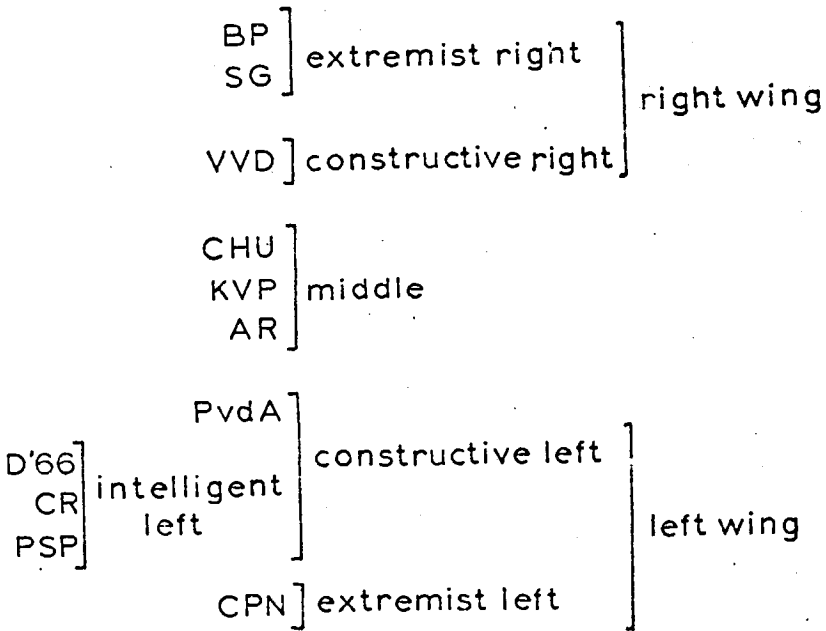 BP
SG
extremist right
VVD
constructive right
right wing
CHU
KVP
AR
middle
PvdA
D'66
CR
PSP
intelligent
left
constructive left
CPN
extremist left
left wing